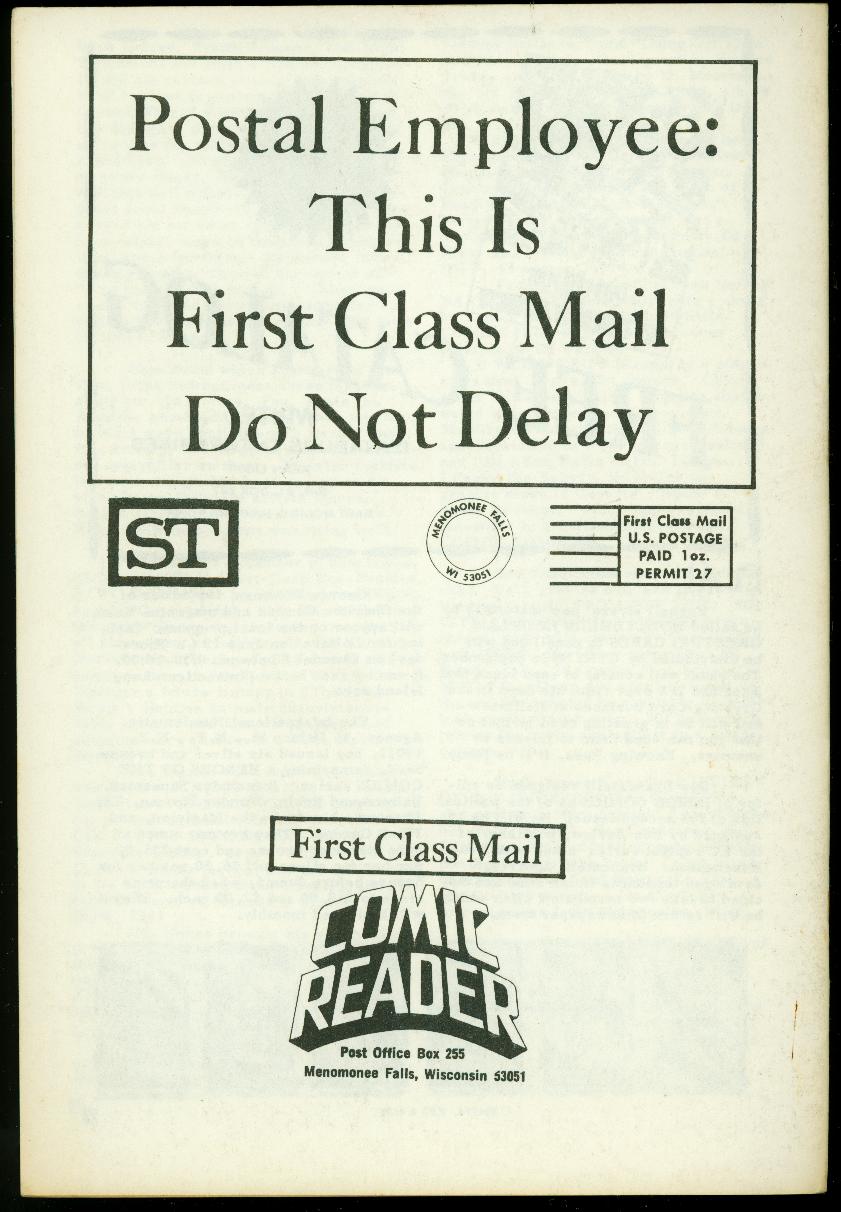 Postal Employee:
This Is
First Class Mail
Do Not Delay
ST
MENOMONEE FALLS
WI 53051
First Class Mail
U.S. POSTAGE
PAID 1oz.
PERMIT 27
First Class Mail
COMIC
READER
Post Office Box 255
Menomonee Falls, Wisconsin 53051